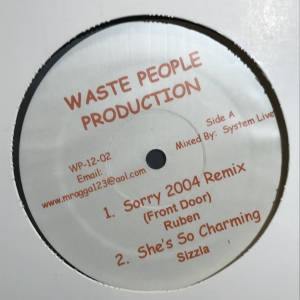 WASTE PEOPLE
PRODUCTION
Side A
Mixed By: System Live
WP-12-02
Email:
www.mragga123@aol.com
1. Sorry 2004 Remix
(Front Door)
Ruben
2. She's So Charming
Sizzla